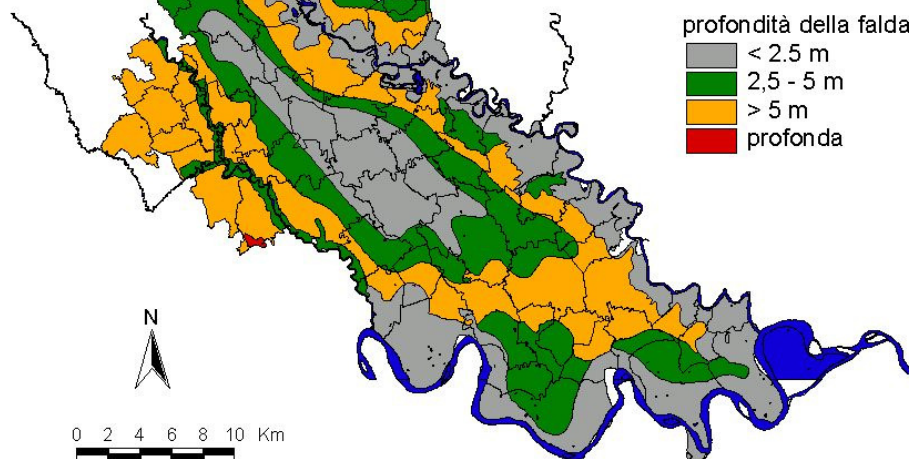 profondità della falda
< 2.5 m
2,5 - 5 m
> 5 m
profonda
N
0 2 4 6 8 10 Km